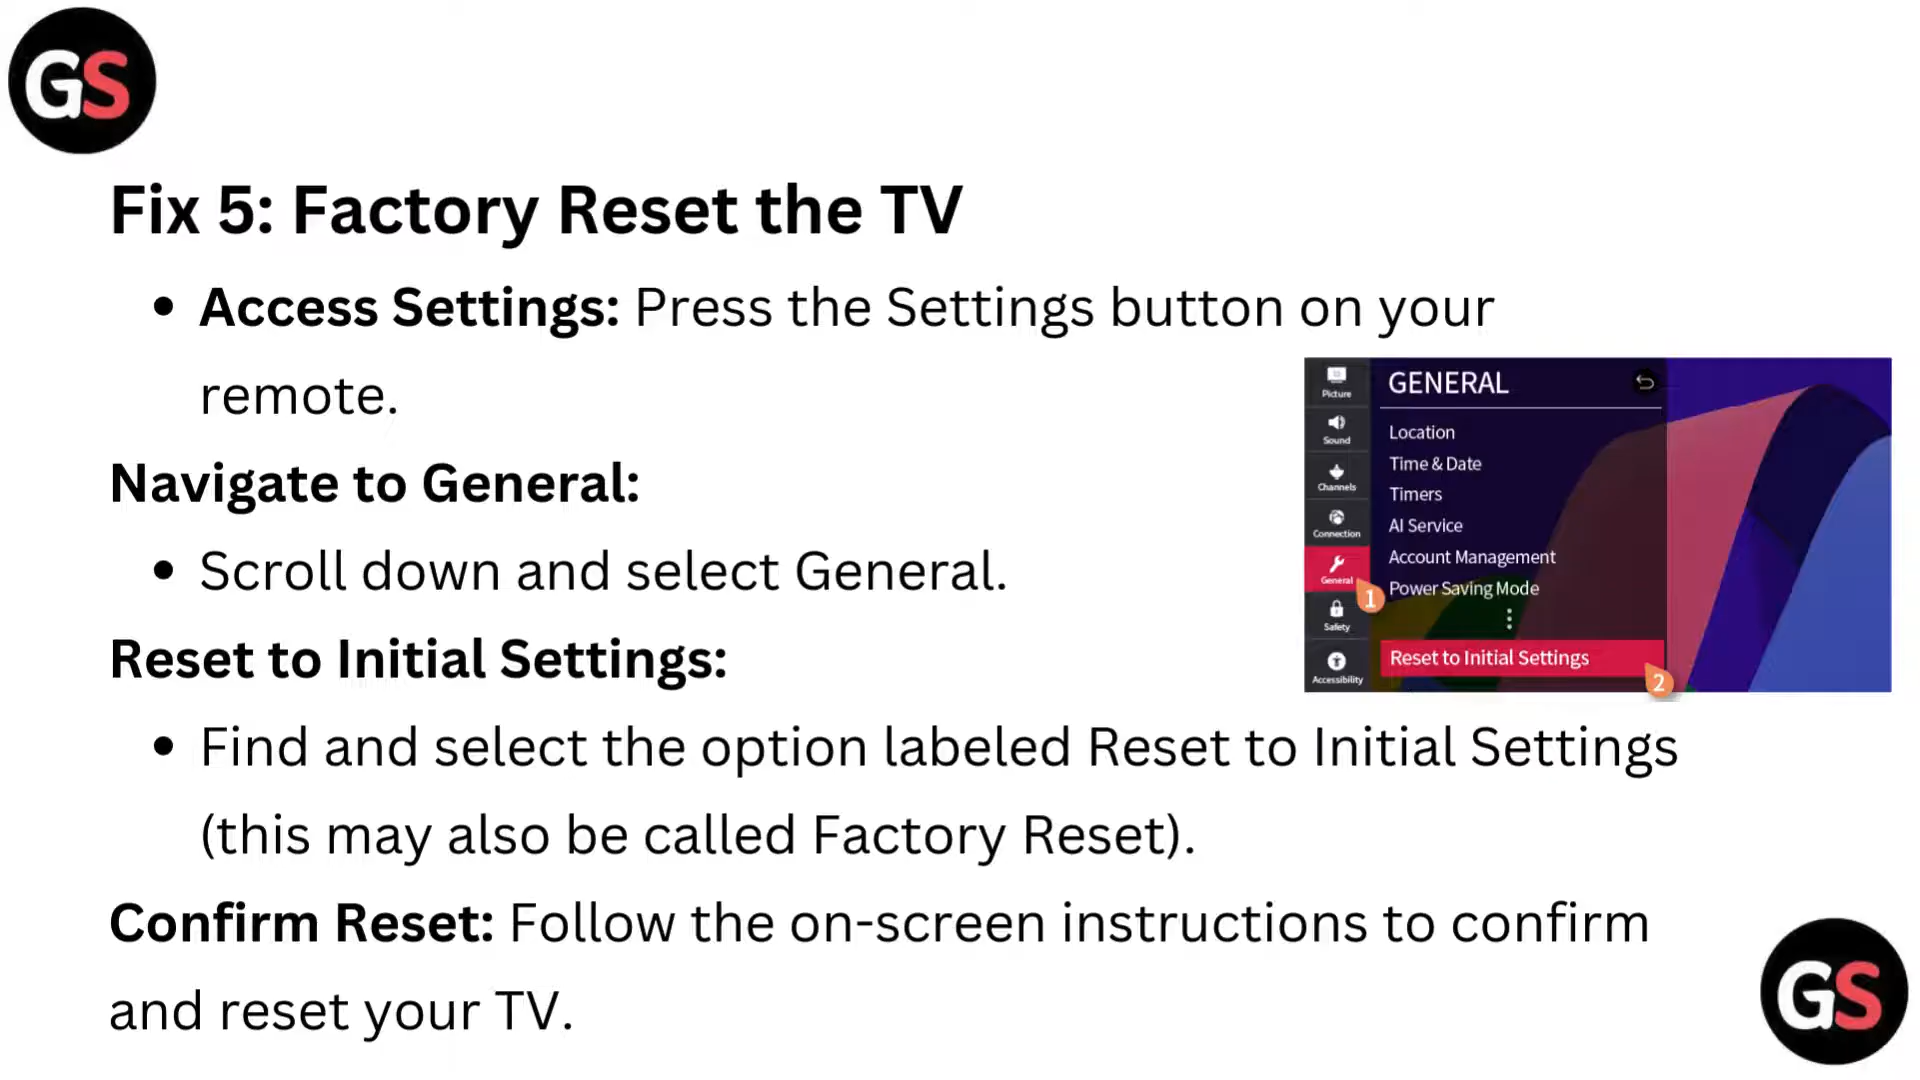 GS
Fix 5: Factory Reset the TV
• Access Settings: Press the Settings button on your
remote.
Navigate to General:
• Scroll down and select General.
Reset to Initial Settings:
• Find and select the option labeled Reset to Initial Settings
(this may also be called Factory Reset).
Confirm Reset: Follow the on-screen instructions to confirm
and reset your TV.
Picture
Sound
Channels
Connection
General
1
Safety
Accessibility
GENERAL
Location
Time & Date
Timers
AI Service
Account Management
Power Saving Mode
Reset to Initial Settings
2
GS